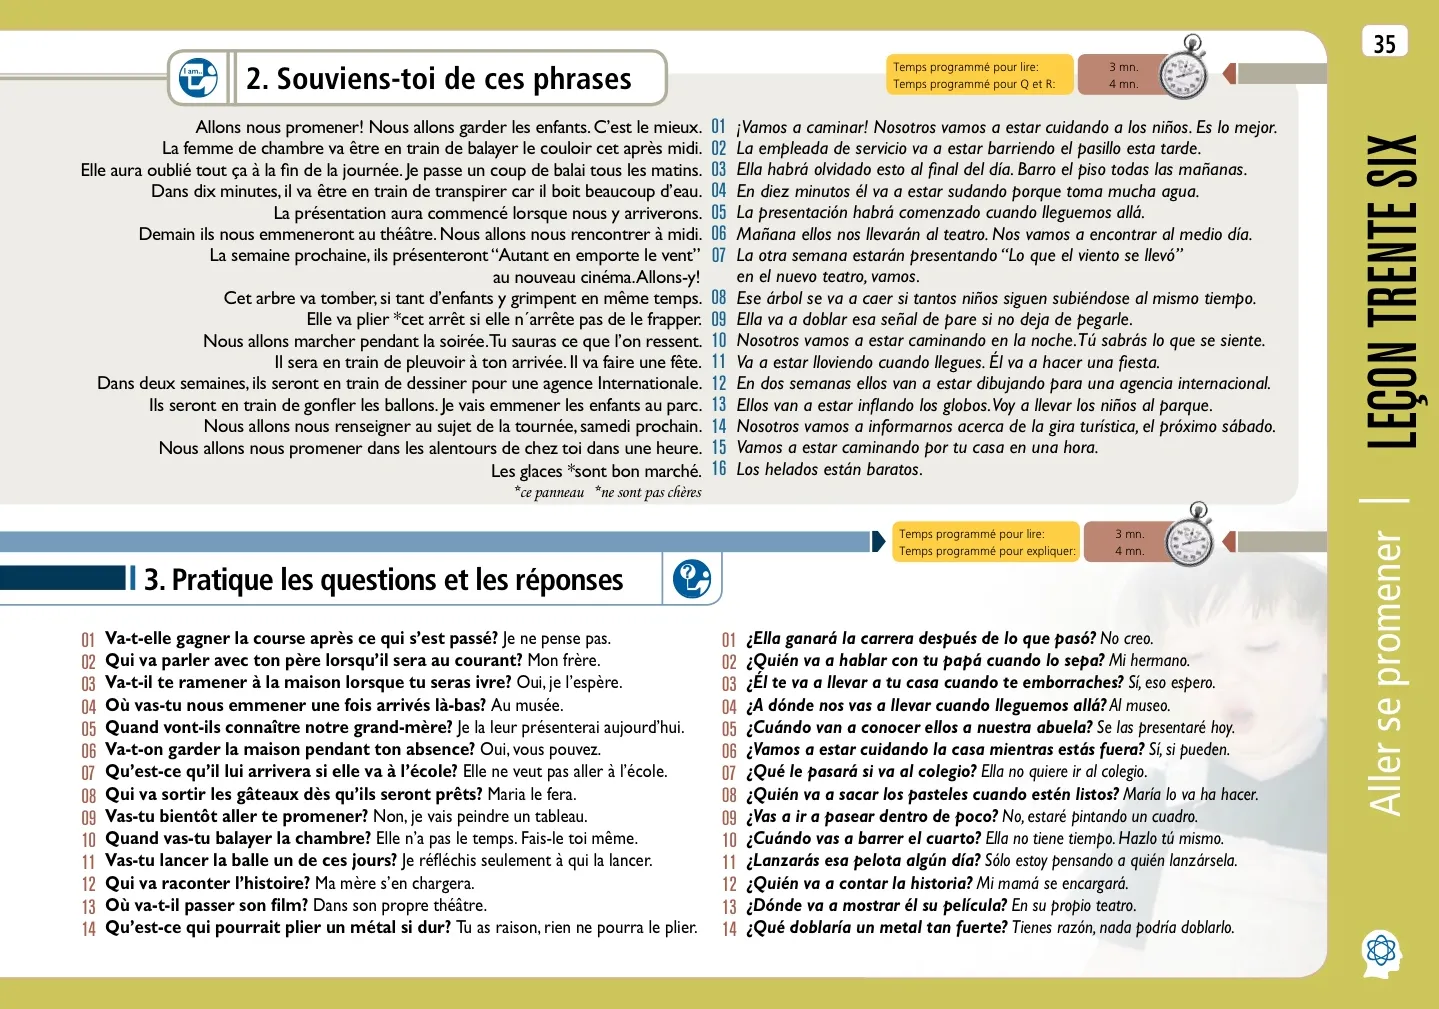 35
2. Souviens-toi de ces phrases
Temps programmé pour lire: 3 mn.
Temps programmé pour Q et R: 4 mn.
I am...
Allons nous promener! Nous allons garder les enfants. C'est le mieux. 01 ¡Vamos a caminar! Nosotros vamos a estar cuidando a los niños. Es lo mejor.
La femme de chambre va être en train de balayer le couloir cet après midi. 02 La empleada de servicio va a estar barriendo el pasillo esta tarde.
Elle aura oublié tout ça à la fin de la journée. Je passe un coup de balai tous les matins. 03 Ella habrá olvidado esto al final del día. Barro el piso todas las mañanas.
Dans dix minutes, il va être en train de transpirer car il boit beaucoup d'eau. 04 En diez minutos él va a estar sudando porque toma mucha agua.
La présentation aura commencé lorsque nous y arriverons. 05 La presentación habrá comenzado cuando lleguemos allá.
Demain ils nous emmeneront au théâtre. Nous allons nous rencontrer à midi. 06 Mañana ellos nos llevarán al teatro. Nos vamos a encontrar al medio día.
La semaine prochaine, ils présenteront “Autant en emporte le vent” 07 La otra semana estarán presentando “Lo que el viento se llevó”
au nouveau cinéma. Allons-y! en el nuevo teatro, vamos.
Cet arbre va tomber, si tant d'enfants y grimpent en même temps. 08 Ese árbol se va a caer si tantos niños siguen subiéndose al mismo tiempo.
Elle va plier *cet arrêt si elle n´arrête pas de le frapper. 09 Ella va a doblar esa señal de pare si no deja de pegarle.
Nous allons marcher pendant la soirée. Tu sauras ce que l'on ressent. 10 Nosotros vamos a estar caminando en la noche. Tú sabrás lo que se siente.
Il sera en train de pleuvoir à ton arrivée. Il va faire une fête. 11 Va a estar lloviendo cuando llegues. Él va a hacer una fiesta.
Dans deux semaines, ils seront en train de dessiner pour une agence Internationale. 12 En dos semanas ellos van a estar dibujando para una agencia internacional.
Ils seront en train de gonfler les ballons. Je vais emmener les enfants au parc. 13 Ellos van a estar inflando los globos. Voy a llevar los niños al parque.
Nous allons nous renseigner au sujet de la tournée, samedi prochain. 14 Nosotros vamos a informarnos acerca de la gira turística, el próximo sábado.
Nous allons nous promener dans les alentours de chez toi dans une heure. 15 Vamos a estar caminando por tu casa en una hora.
Les glaces *sont bon marché. 16 Los helados están baratos.
*ce panneau *ne sont pas chères
Temps programmé pour lire: 3 mn.
Temps programmé pour expliquer: 4 mn.
3. Pratique les questions et les réponses
?
01 Va-t-elle gagner la course après ce qui s'est passé? Je ne pense pas. 01 ¿Ella ganará la carrera después de lo que pasó? No creo.
02 Qui va parler avec ton père lorsqu'il sera au courant? Mon frère. 02 ¿Quién va a hablar con tu papá cuando lo sepa? Mi hermano.
03 Va-t-il te ramener à la maison lorsque tu seras ivre? Oui, je l'espère. 03 ¿Él te va a llevar a tu casa cuando te emborraches? Sí, eso espero.
04 Où vas-tu nous emmener une fois arrivés là-bas? Au musée. 04 ¿A dónde nos vas a llevar cuando lleguemos allá? Al museo.
05 Quand vont-ils connaître notre grand-mère? Je la leur présenterai aujourd'hui. 05 ¿Cuándo van a conocer ellos a nuestra abuela? Se las presentaré hoy.
06 Va-t-on garder la maison pendant ton absence? Oui, vous pouvez. 06 ¿Vamos a estar cuidando la casa mientras estás fuera? Sí, si pueden.
07 Qu'est-ce qu'il lui arrivera si elle va à l'école? Elle ne veut pas aller à l'école. 07 ¿Qué le pasará si va al colegio? Ella no quiere ir al colegio.
08 Qui va sortir les gâteaux dès qu'ils seront prêts? Maria le fera. 08 ¿Quién va a sacar los pasteles cuando estén listos? María lo va ha hacer.
09 Vas-tu bientôt aller te promener? Non, je vais peindre un tableau. 09 ¿Vas a ir a pasear dentro de poco? No, estaré pintando un cuadro.
10 Quand vas-tu balayer la chambre? Elle n'a pas le temps. Fais-le toi même. 10 ¿Cuándo vas a barrer el cuarto? Ella no tiene tiempo. Hazlo tú mismo.
11 Vas-tu lancer la balle un de ces jours? Je réfléchis seulement à qui la lancer. 11 ¿Lanzarás esa pelota algún día? Sólo estoy pensando a quién lanzársela.
12 Qui va raconter l'histoire? Ma mère s'en chargera. 12 ¿Quién va a contar la historia? Mi mamá se encargará.
13 Où va-t-il passer son film? Dans son propre théâtre. 13 ¿Dónde va a mostrar él su película? En su propio teatro.
14 Qu'est-ce qui pourrait plier un métal si dur? Tu as raison, rien ne pourra le plier. 14 ¿Qué doblaría un metal tan fuerte? Tienes razón, nada podría doblarlo.
LEÇON TRENTE SIX
Aller se promener